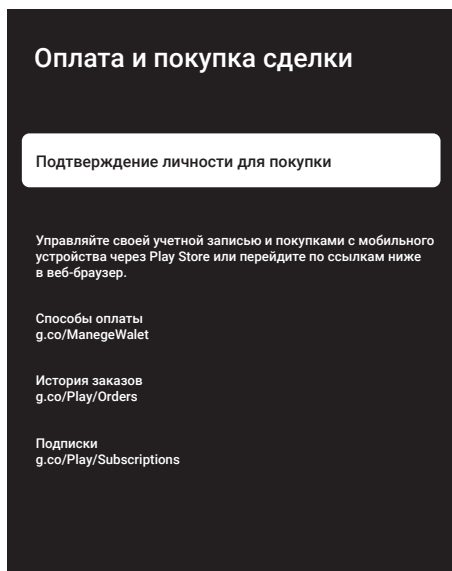 Оплата и покупка сделки
Подтверждение личности для покупки
Управляйте своей учетной записью и покупками с мобильного
устройства через Play Store или перейдите по ссылкам ниже
в веб-браузер.
Способы оплаты
g.co/ManegeWalet
История заказов
g.co/Play/Orders
Подписки
g.co/Play/Subscriptions